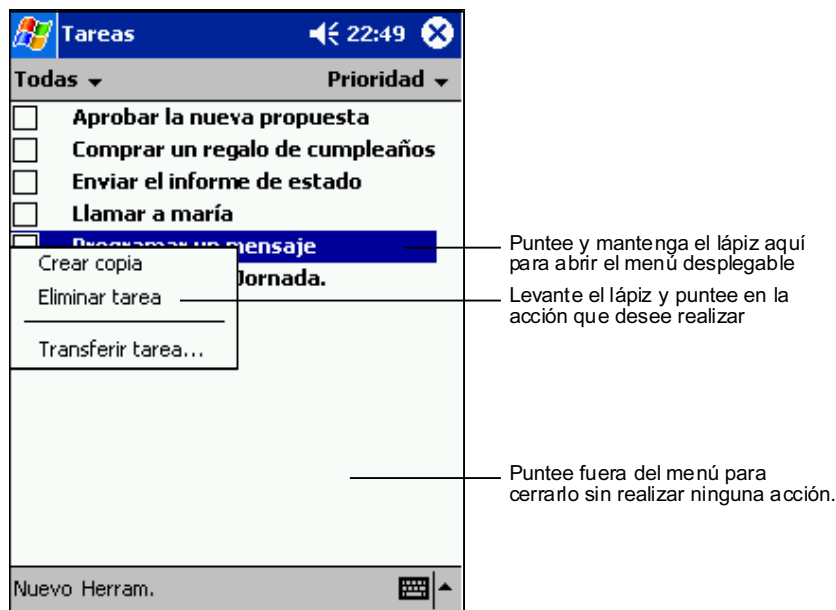 Tareas 22:49
Todas Prioridad
Aprobar la nueva propuesta
Comprar un regalo de cumpleaños
Enviar el informe de estado
Llamar a maría
Programar un mensaje
Jornada.
Crear copia
Eliminar tarea
Transferir tarea...
Puntee y mantenga el lápiz aquí
para abrir el menú desplegable
Levante el lápiz y puntee en la
acción que desee realizar
Puntee fuera del menú para
cerrarlo sin realizar ninguna acción.
Nuevo Herram.